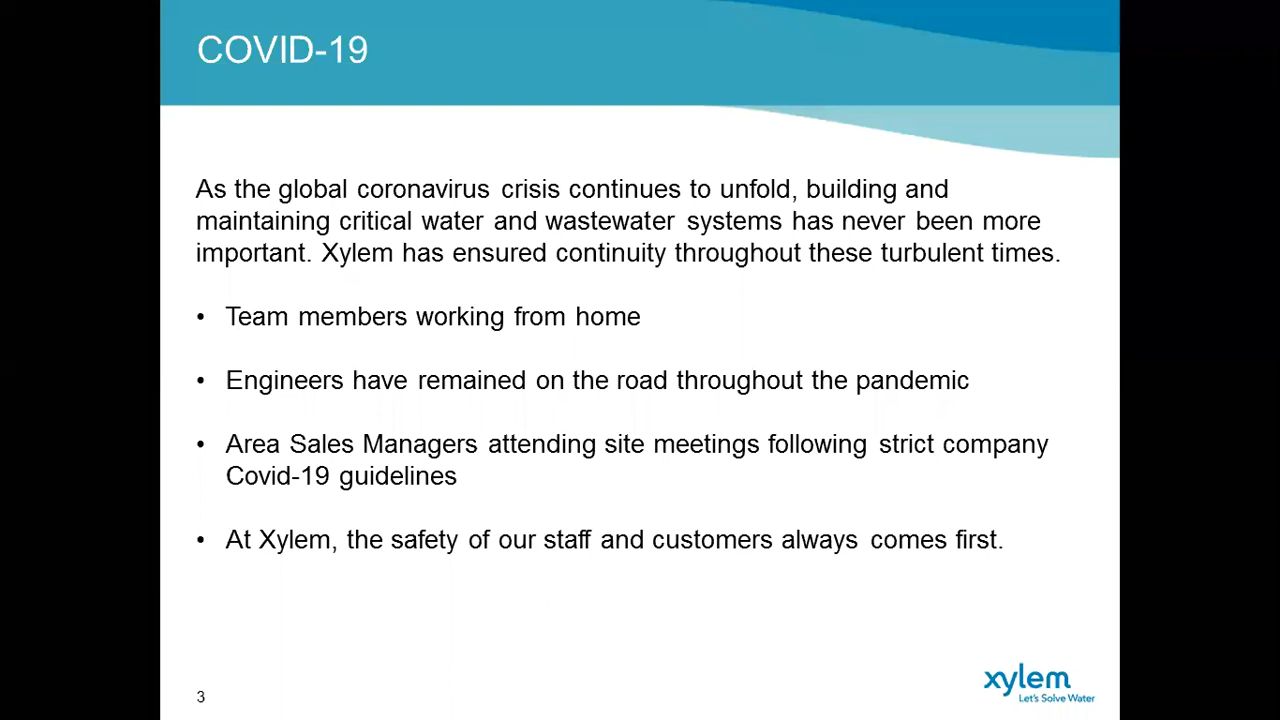 COVID-19
As the global coronavirus crisis continues to unfold, building and
maintaining critical water and wastewater systems has never been more
important. Xylem has ensured continuity throughout these turbulent times.
• Team members working from home
• Engineers have remained on the road throughout the pandemic
• Area Sales Managers attending site meetings following strict company
Covid-19 guidelines
• At Xylem, the safety of our staff and customers always comes first.
3
xylem
Let's Solve Water